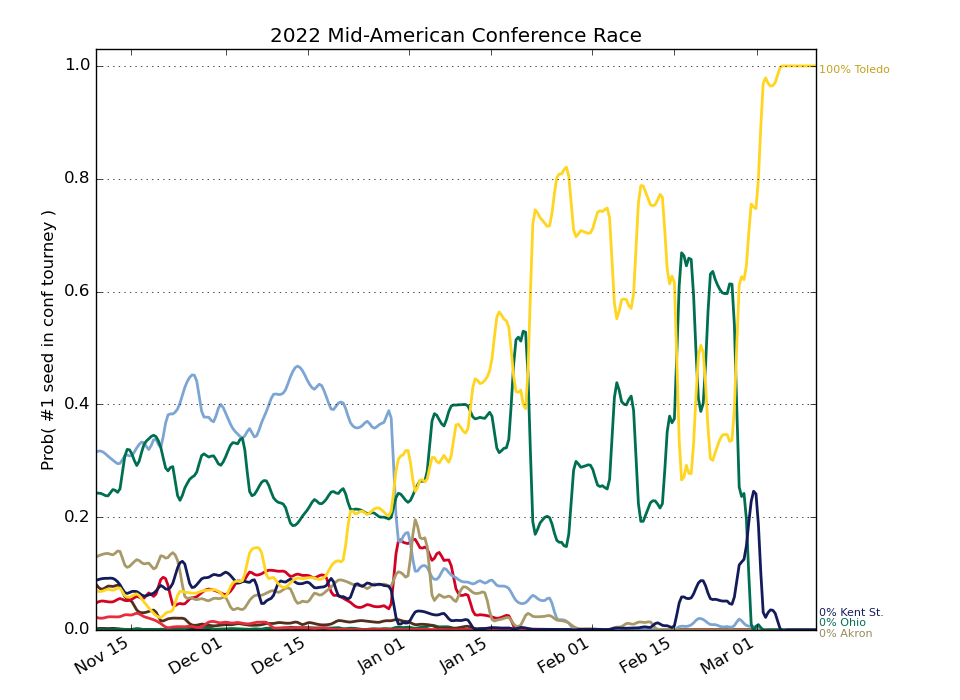 2022 Mid-American Conference Race
Prob( #1 seed in conf tourney )
1.0
0.8
0.6
0.4
0.2
0.0
100% Toledo
0% Kent St.
0% Ohio
0% Akron
Nov 15
Dec 01
Dec 15
Jan 01
Jan 15
Feb 01
Feb 15
Mar 01